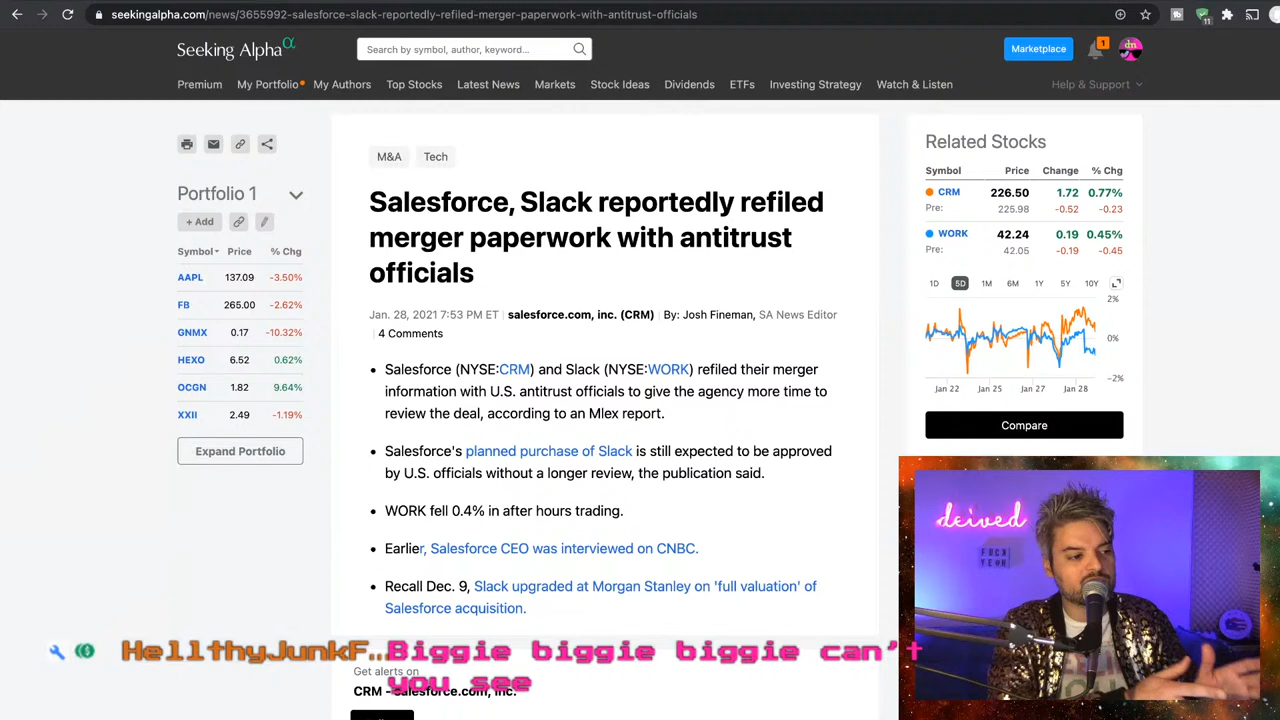 seekingalpha.com/news/3655992-salesforce-slack-reportedly-refiled-merger-paperwork-with-antitrust-officials
11
Seeking Alpha α
Search by symbol, author, keyword...
Marketplace
1
Premium My Portfolio My Authors Top Stocks Latest News Markets Stock Ideas Dividends ETFs Investing Strategy Watch & Listen Help & Support
Portfolio 1
+ Add
Symbol Price % Chg
AAPL 137.09 -3.50%
FB 265.00 -2.62%
GNMX 0.17 -10.32%
HEXO 6.52 0.62%
OCGN 1.82 9.64%
XXII 2.49 -1.19%
Expand Portfolio
M&A Tech
Salesforce, Slack reportedly refiled
merger paperwork with antitrust
officials
Jan. 28, 2021 7:53 PM ET | salesforce.com, inc. (CRM) | By: Josh Fineman, SA News Editor
| 4 Comments
• Salesforce (NYSE:CRM) and Slack (NYSE:WORK) refiled their merger
information with U.S. antitrust officials to give the agency more time to
review the deal, according to an Mlex report.
• Salesforce's planned purchase of Slack is still expected to be approved
by U.S. officials without a longer review, the publication said.
• WORK fell 0.4% in after hours trading.
• Earlier, Salesforce CEO was interviewed on CNBC.
• Recall Dec. 9, Slack upgraded at Morgan Stanley on 'full valuation' of
Salesforce acquisition.
Get alerts on
CRM - salesforce.com, inc.
Related Stocks
Symbol Price Change % Chg
CRM 226.50 1.72 0.77%
Pre: 225.98 -0.52 -0.23
WORK 42.24 0.19 0.45%
Pre: 42.05 -0.19 -0.45
1D 5D 1M 6M 1Y 5Y 10Y
2%
0%
-2%
Jan 22 Jan 25 Jan 27 Jan 28
Compare
deived
FUCK
YEAH
HellthyJunkF... Biggie biggie biggie can't
you see